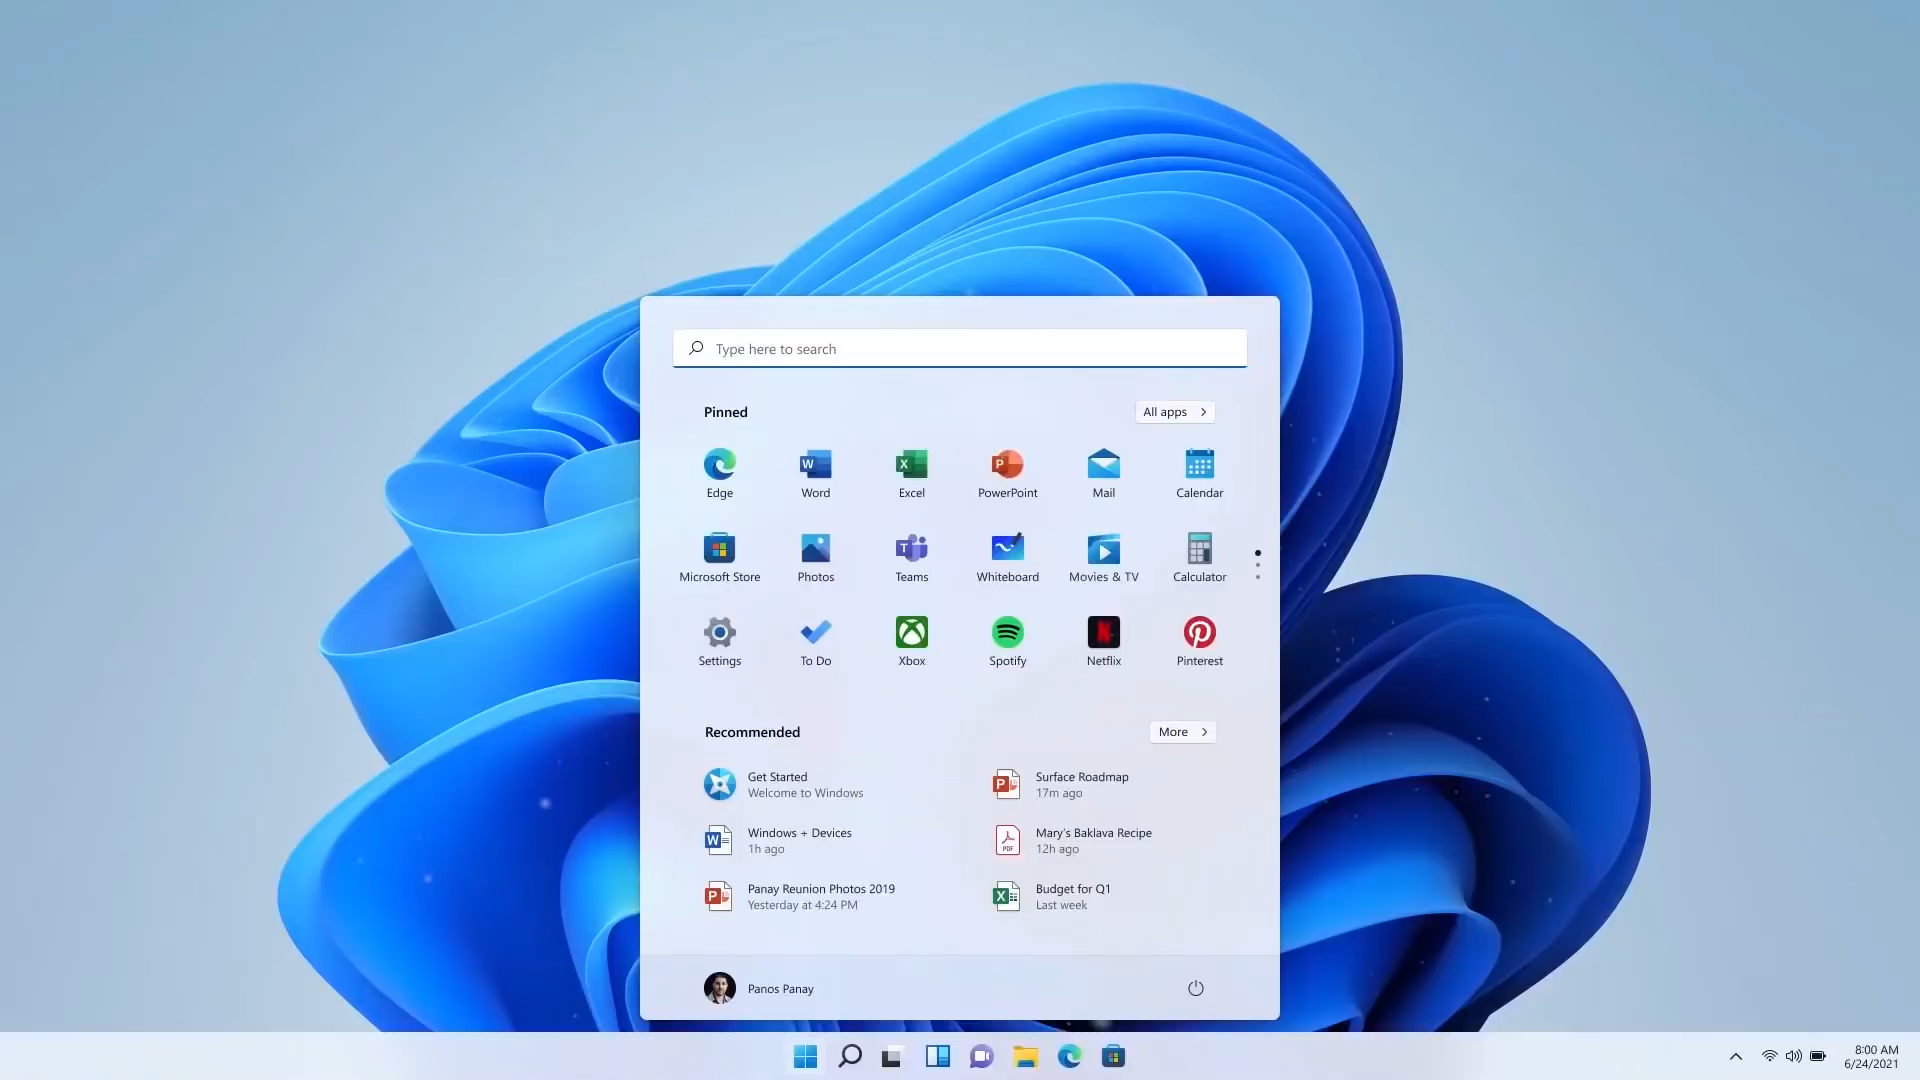 Type here to search
Pinned
All apps
Edge
Word
Excel
PowerPoint
Mail
Calendar
Microsoft Store
Photos
Teams
Whiteboard
Movies & TV
Calculator
Settings
To Do
Xbox
Spotify
Netflix
Pinterest
Recommended
More
Get Started
Welcome to Windows
Surface Roadmap
17m ago
Windows + Devices
1h ago
Mary's Baklava Recipe
12h ago
Panay Reunion Photos 2019
Yesterday at 4:24 PM
Budget for Q1
Last week
Panos Panay
8:00 AM
6/24/2021